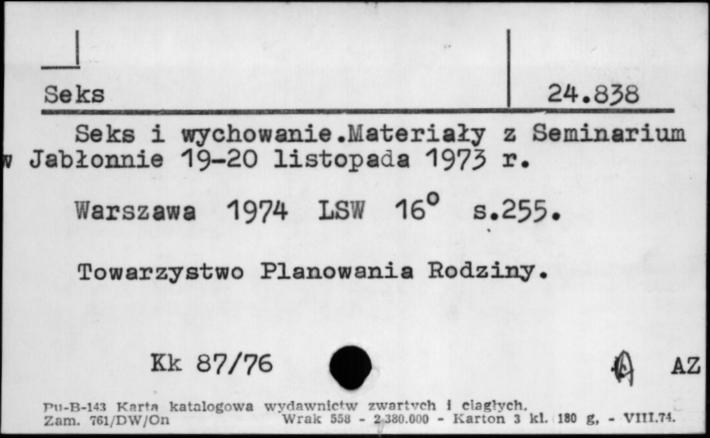 Seks 24.838
Seks i wychowanie.Materiały z Seminarium
w Jabłonnie 19-20 listopada 1973 r.
Warszawa 1974 LSW 16° s.255.
Towarzystwo Planowania Rodziny.
Kk 87/76 AZ
Pu-B-143 Karta katalogowa wydawnictw zwartych i ciągłych.
Zam. 761/DW/On Wrak 558 - 2.380.000 - Karton 3 kl. 180 g. - VIII.74.